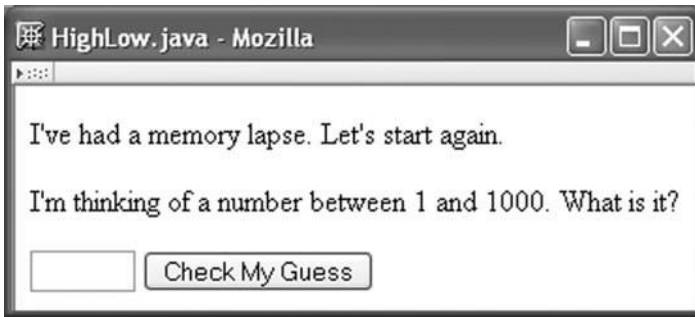 HighLow.java - Mozilla
I've had a memory lapse. Let's start again.
I'm thinking of a number between 1 and 1000. What is it?
Check My Guess